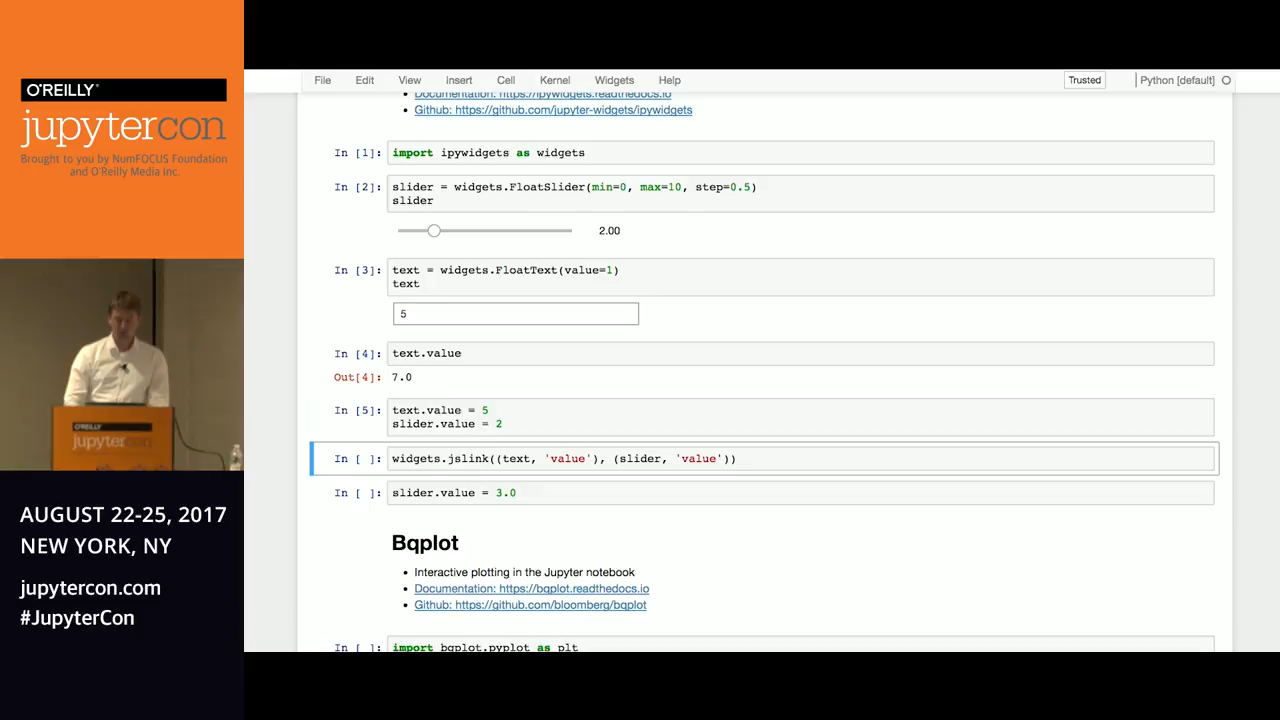 O'REILLY®
jupytercon
Brought to you by NumFOCUS Foundation
and O'Reilly Media Inc.
O'REILLY
jupytercon
AUGUST 22-25, 2017
NEW YORK, NY
jupytercon.com
#JupyterCon
File Edit View Insert Cell Kernel Widgets Help Trusted Python [default]
Documentation: https://ipywidgets.readthedocs.io
Github: https://github.com/jupyter-widgets/ipywidgets
In [1]: import ipywidgets as widgets
In [2]: slider = widgets.FloatSlider(min=0, max=10, step=0.5)
slider
2.00
In [3]: text = widgets.FloatText(value=1)
text
5
In [4]: text.value
Out[4]: 7.0
In [5]: text.value = 5
slider.value = 2
In [ ]: widgets.jslink((text, 'value'), (slider, 'value'))
In [ ]: slider.value = 3.0
Bqplot
• Interactive plotting in the Jupyter notebook
• Documentation: https://bqplot.readthedocs.io
• Github: https://github.com/bloomberg/bqplot
In [ ]: import bqplot.pyplot as plt